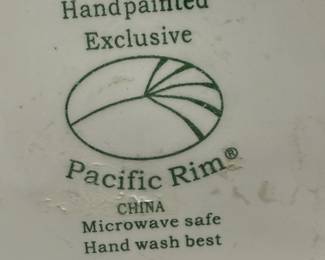 Handpainted
Exclusive
Pacific Rim®
CHINA
Microwave safe
Hand wash best